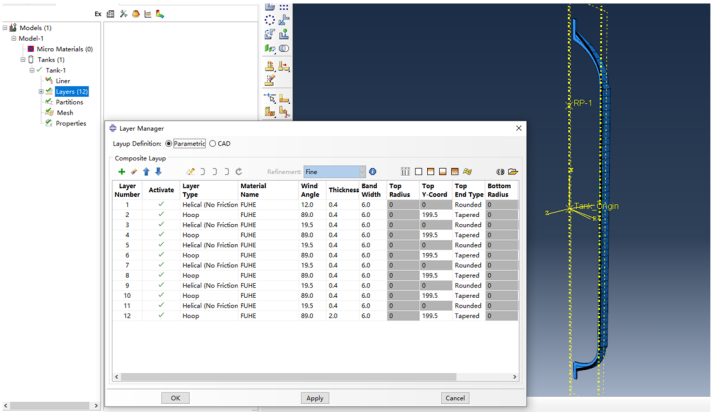 Ex
Models (1)
Model-1
Micro Materials (0)
Tanks (1)
Tank-1
Liner
Layers (12)
Partitions
Mesh
Properties
Layer Manager
Layup Definition: Parametric CAD
Composite Layup
Refinement: Fine
Layer Number Activate Layer Type Material Name Wind Angle Thickness Band Width Top Radius Top Y-Coord Top End Type Bottom Radius
1 Helical (No Friction FUHE 12.0 0.4 6.0 0 0 Rounded 0
2 Hoop FUHE 89.0 0.4 6.0 0 199.5 Tapered 0
3 Helical (No Friction FUHE 19.5 0.4 6.0 0 0 Rounded 0
4 Hoop FUHE 89.0 0.4 6.0 0 199.5 Tapered 0
5 Helical (No Friction FUHE 19.5 0.4 6.0 0 0 Rounded 0
6 Hoop FUHE 89.0 0.4 6.0 0 199.5 Tapered 0
7 Helical (No Friction FUHE 19.5 0.4 6.0 0 0 Rounded 0
8 Hoop FUHE 89.0 0.4 6.0 0 199.5 Tapered 0
9 Helical (No Friction FUHE 19.5 0.4 6.0 0 0 Rounded 0
10 Hoop FUHE 89.0 0.4 6.0 0 199.5 Tapered 0
11 Helical (No Friction FUHE 19.5 0.4 6.0 0 0 Rounded 0
12 Hoop FUHE 89.0 2.0 6.0 0 199.5 Tapered 0
OK Apply Cancel
RP-1
Tank_Origin